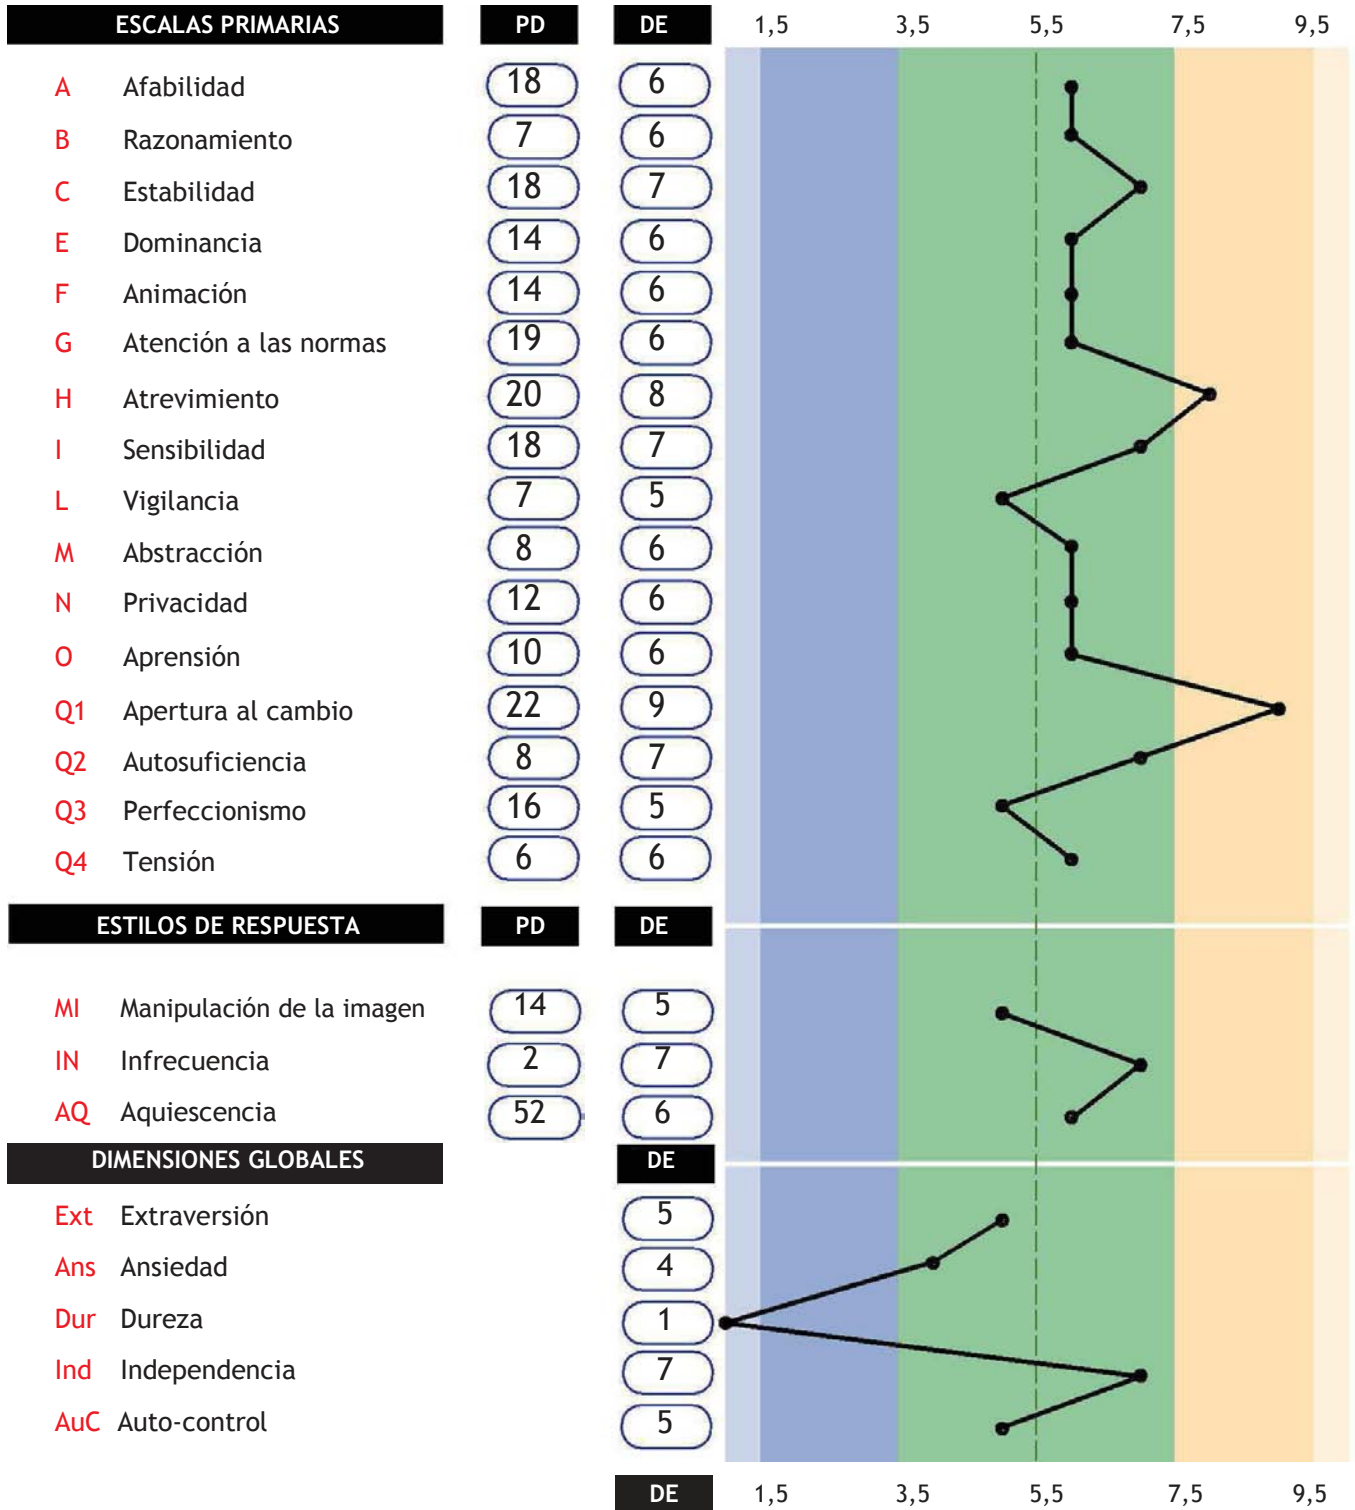 ESCALAS PRIMARIAS PD DE 1,5 3,5 5,5 7,5 9,5
A Afabilidad 18 6
B Razonamiento 7 6
C Estabilidad 18 7
E Dominancia 14 6
F Animación 14 6
G Atención a las normas 19 6
H Atrevimiento 20 8
I Sensibilidad 18 7
L Vigilancia 7 5
M Abstracción 8 6
N Privacidad 12 6
O Aprensión 10 6
Q1 Apertura al cambio 22 9
Q2 Autosuficiencia 8 7
Q3 Perfeccionismo 16 5
Q4 Tensión 6 6
ESTILOS DE RESPUESTA PD DE
MI Manipulación de la imagen 14 5
IN Infrecuencia 2 7
AQ Aquiescencia 52 6
DIMENSIONES GLOBALES DE
Ext Extraversión 5
Ans Ansiedad 4
Dur Dureza 1
Ind Independencia 7
AuC Auto-control 5
DE 1,5 3,5 5,5 7,5 9,5